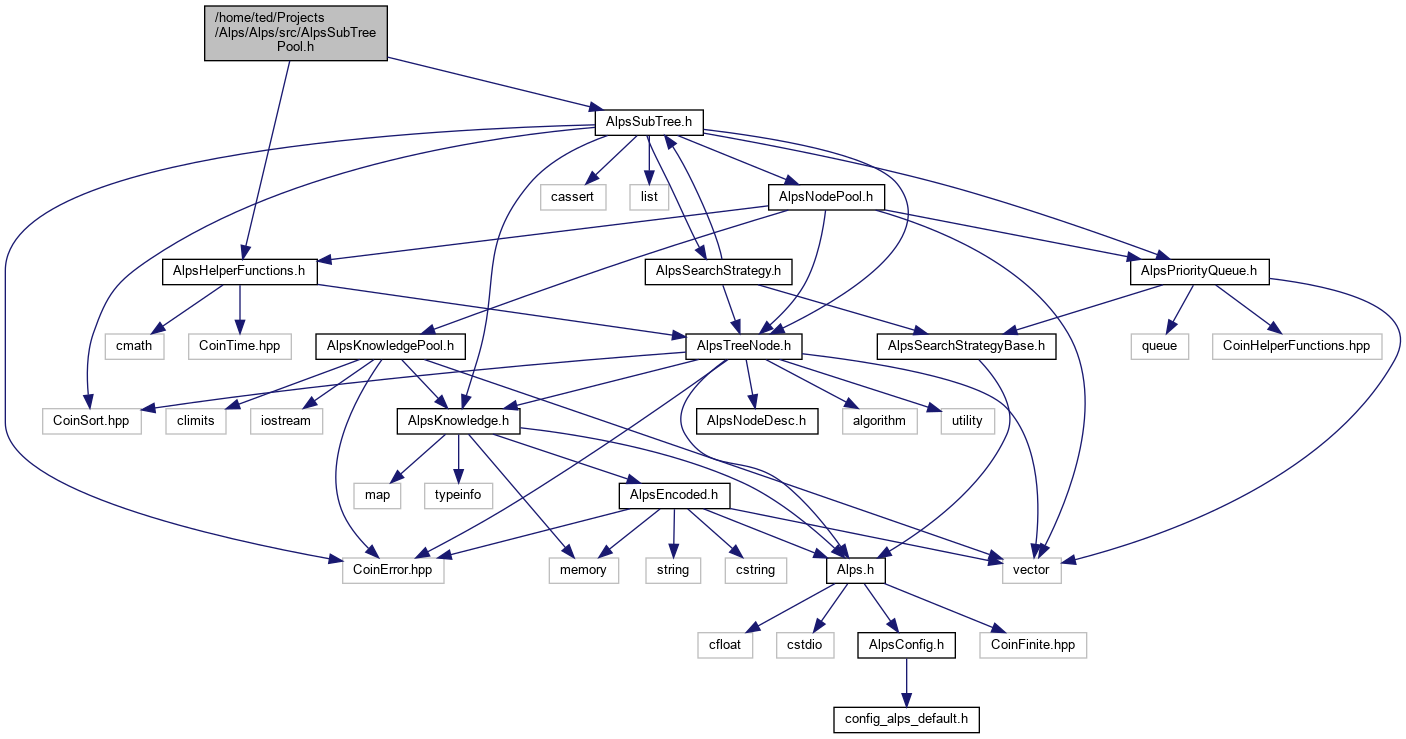 /home/ted/Projects
/Alps/Alps/src/AlpsSubTree
Pool.h
AlpsSubTree.h
cassert
list
AlpsNodePool.h
AlpsHelperFunctions.h
AlpsSearchStrategy.h
AlpsPriorityQueue.h
cmath
CoinTime.hpp
AlpsKnowledgePool.h
AlpsTreeNode.h
AlpsSearchStrategyBase.h
queue
CoinHelperFunctions.hpp
CoinSort.hpp
climits
iostream
AlpsKnowledge.h
AlpsNodeDesc.h
algorithm
utility
map
typeinfo
AlpsEncoded.h
CoinError.hpp
memory
string
cstring
Alps.h
vector
cfloat
cstdio
AlpsConfig.h
CoinFinite.hpp
config_alps_default.h